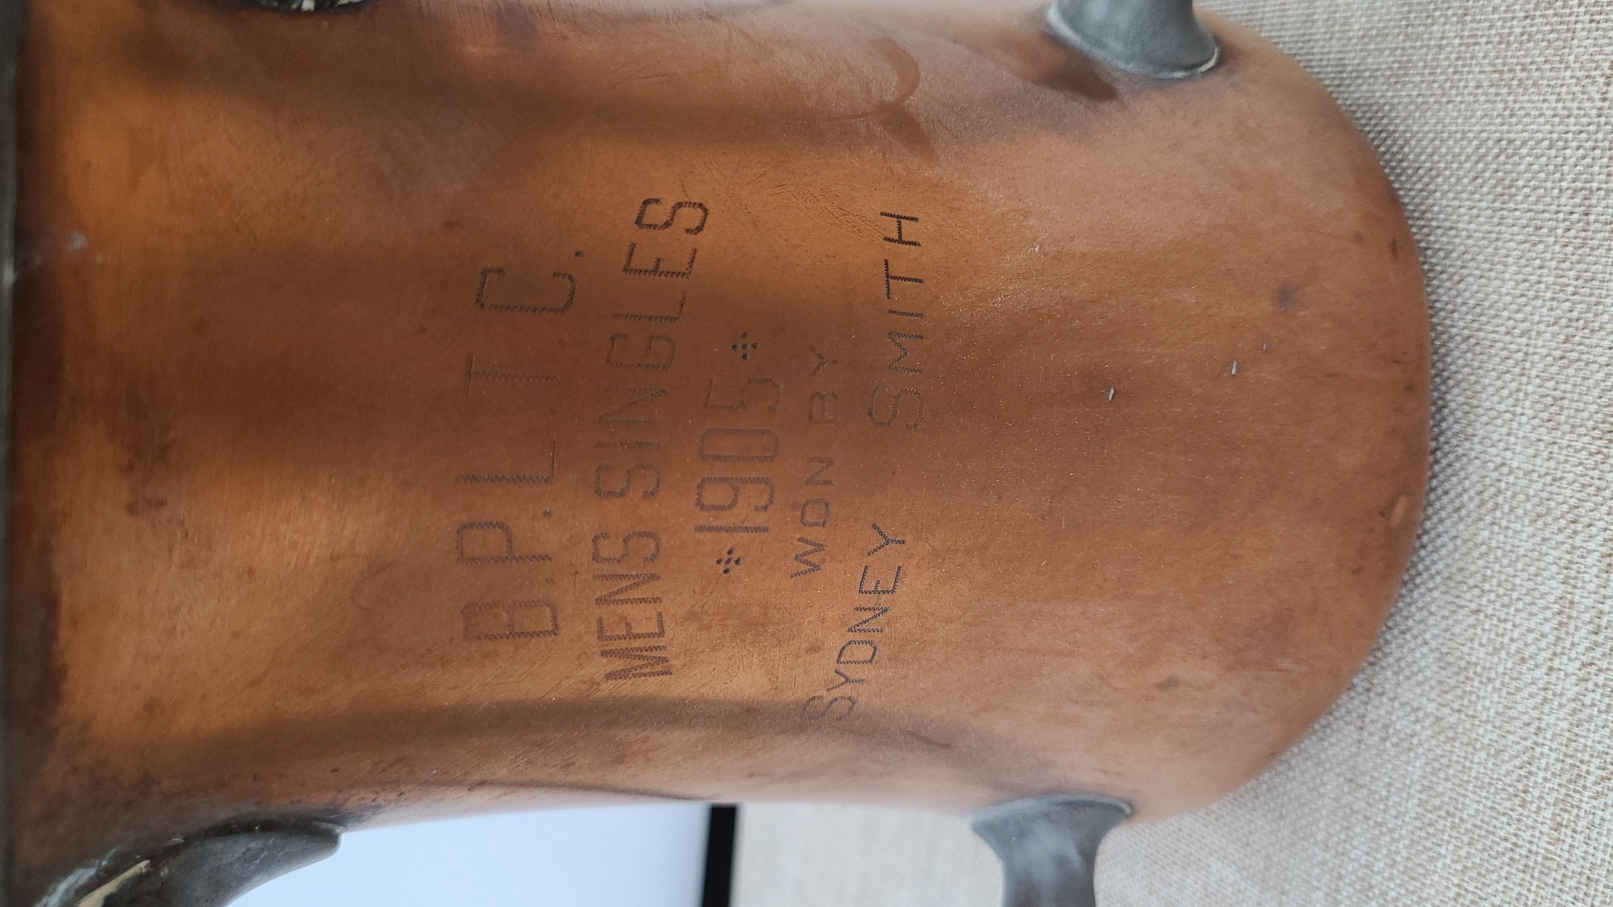 B.P.L.T.C.
MENS SINGLES
1905
WON BY
SYDNEY SMITH